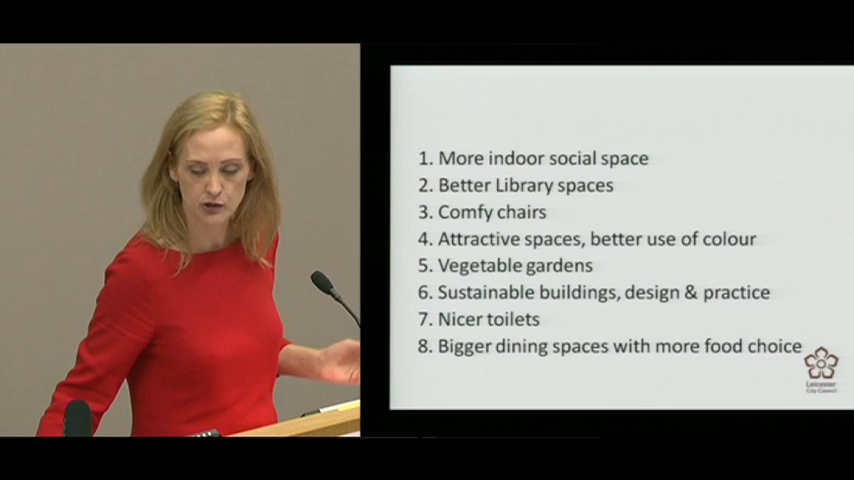 1. More indoor social space
2. Better Library spaces
3. Comfy chairs
4. Attractive spaces, better use of colour
5. Vegetable gardens
6. Sustainable buildings, design & practice
7. Nicer toilets
8. Bigger dining spaces with more food choice
Leicester
City Council